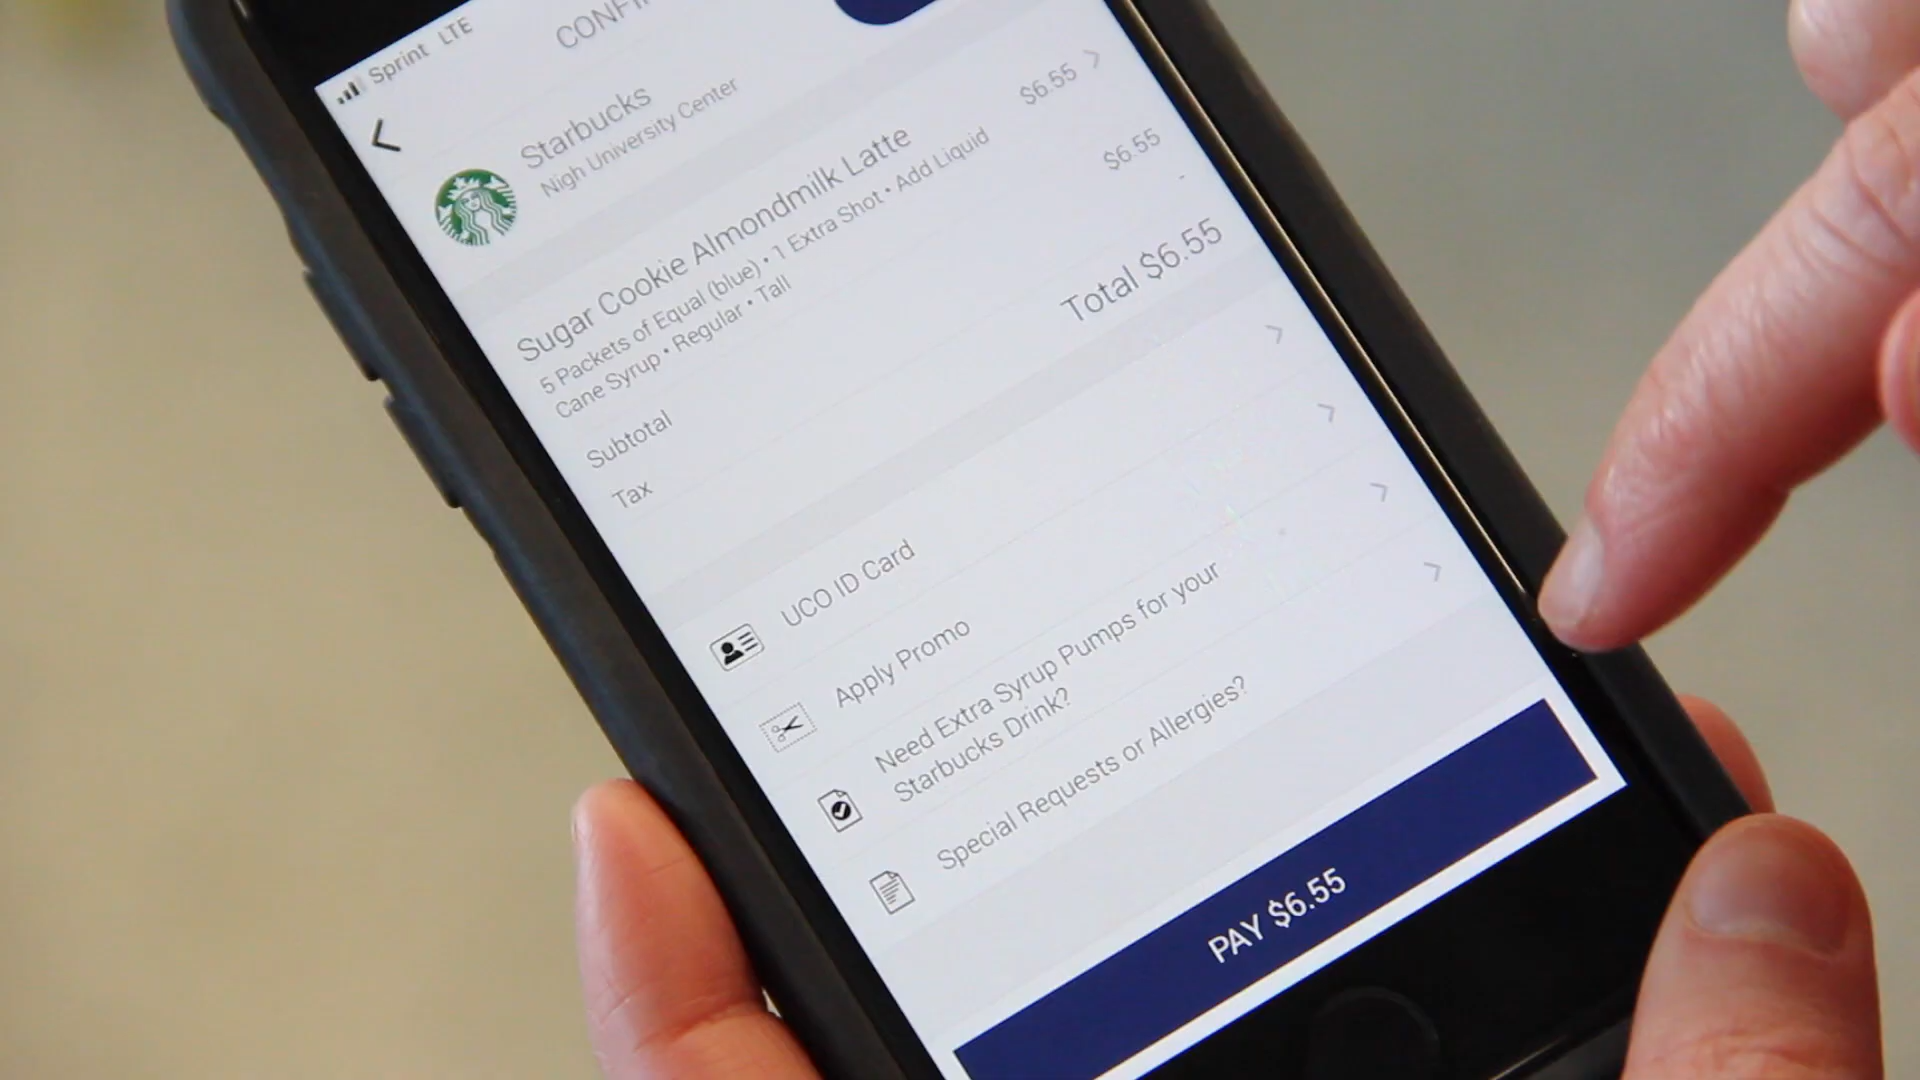 Sprint LTE
Starbucks
Nigh University Center
Sugar Cookie Almondmilk Latte $6.55
5 Packets of Equal (blue) • 1 Extra Shot • Add Liquid
Cane Syrup • Regular • Tall
Subtotal $6.55
Tax -
Total $6.55
UCO ID Card
Apply Promo
Need Extra Syrup Pumps for your
Starbucks Drink?
Special Requests or Allergies?
PAY $6.55